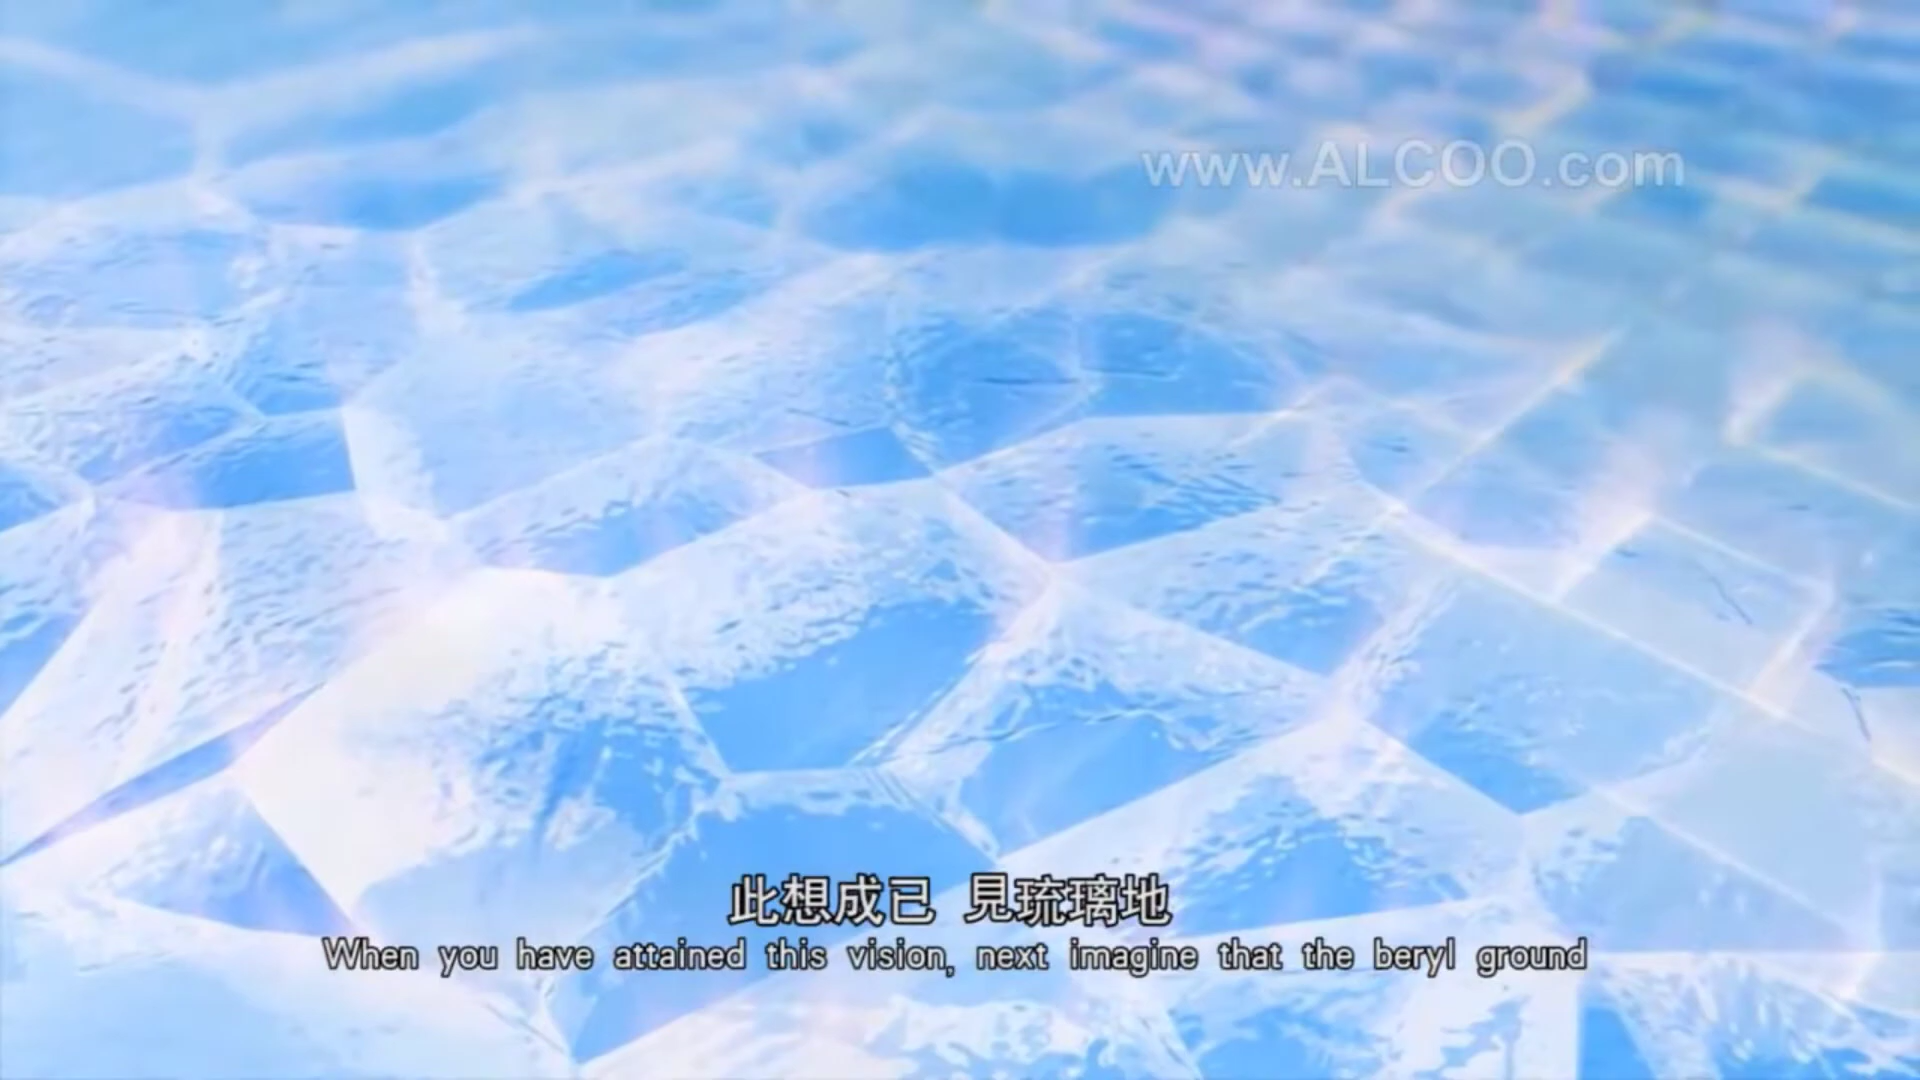 www.ALCOO.com
此想成已 見琉璃地
When you have attained this vision, next imagine that the beryl ground